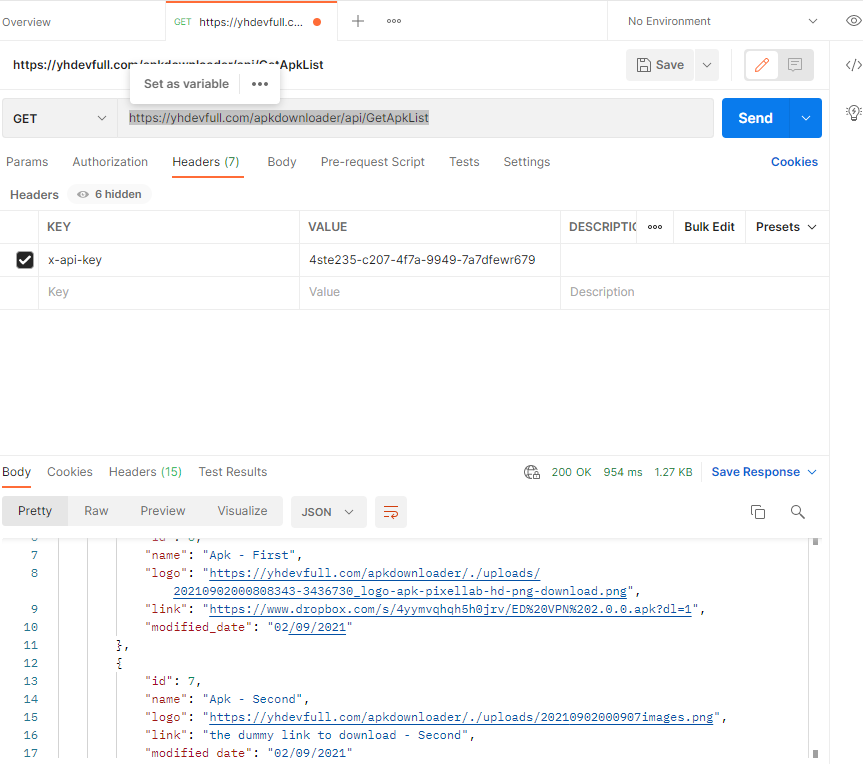 Overview
GET https://yhdevfull.c...
No Environment
https://yhdevfull.com/apkdownloader/api/GetApkList
Set as variable
GET
https://yhdevfull.com/apkdownloader/api/GetApkList
Send
Save
Params Authorization Headers (7) Body Pre-request Script Tests Settings Cookies
Headers 6 hidden
KEY VALUE DESCRIPTIO Bulk Edit Presets
x-api-key 4ste235-c207-4f7a-9949-7a7dfewr679
Key Value Description
Body Cookies Headers (15) Test Results 200 OK 954 ms 1.27 KB Save Response
Pretty Raw Preview Visualize JSON
7 "name": "Apk - First",
8 "logo": "https://yhdevfull.com/apkdownloader/./uploads/
20210902000808343-3436730_logo-apk-pixellab-hd-png-download.png",
9 "link": "https://www.dropbox.com/s/4yymvqhqh5h0jrv/ED%20VPN%202.0.0.apk?dl=1",
10 "modified_date": "02/09/2021"
11 },
12 {
13 "id": 7,
14 "name": "Apk - Second",
15 "logo": "https://yhdevfull.com/apkdownloader/./uploads/20210902000907images.png",
16 "link": "the dummy link to download - Second",
17 "modified_date": "02/09/2021"